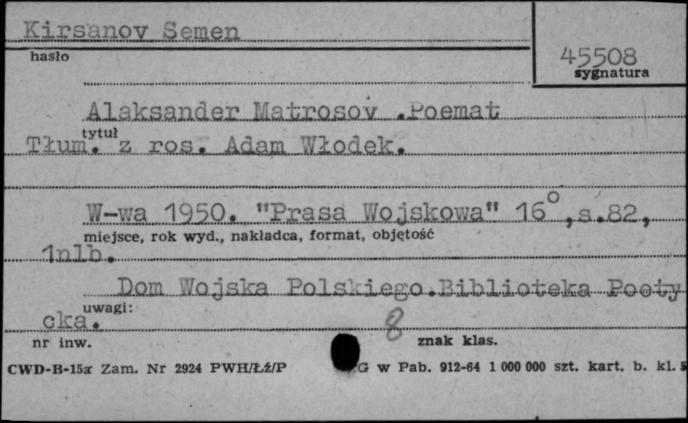 Kirsanov Semen
hasło
45508
sygnatura
Alaksander Matrosov .Poemat
tytuł
Tłum. z ros. Adam Włodek.
W-wa 1950. "Prasa Wojskowa" 16°,s.82,
miejsce, rok wyd., nakładca, format, objętość
1nlb.
Dom Wojska Polskiego.Biblioteka Poety
uwagi:
cka.
8
nr inw.
znak klas.
CWD-B-15a Zam. Nr 2924 PWH/Łź/P G w Pab. 912-64 1 000 000 szt. kart. b. kl.